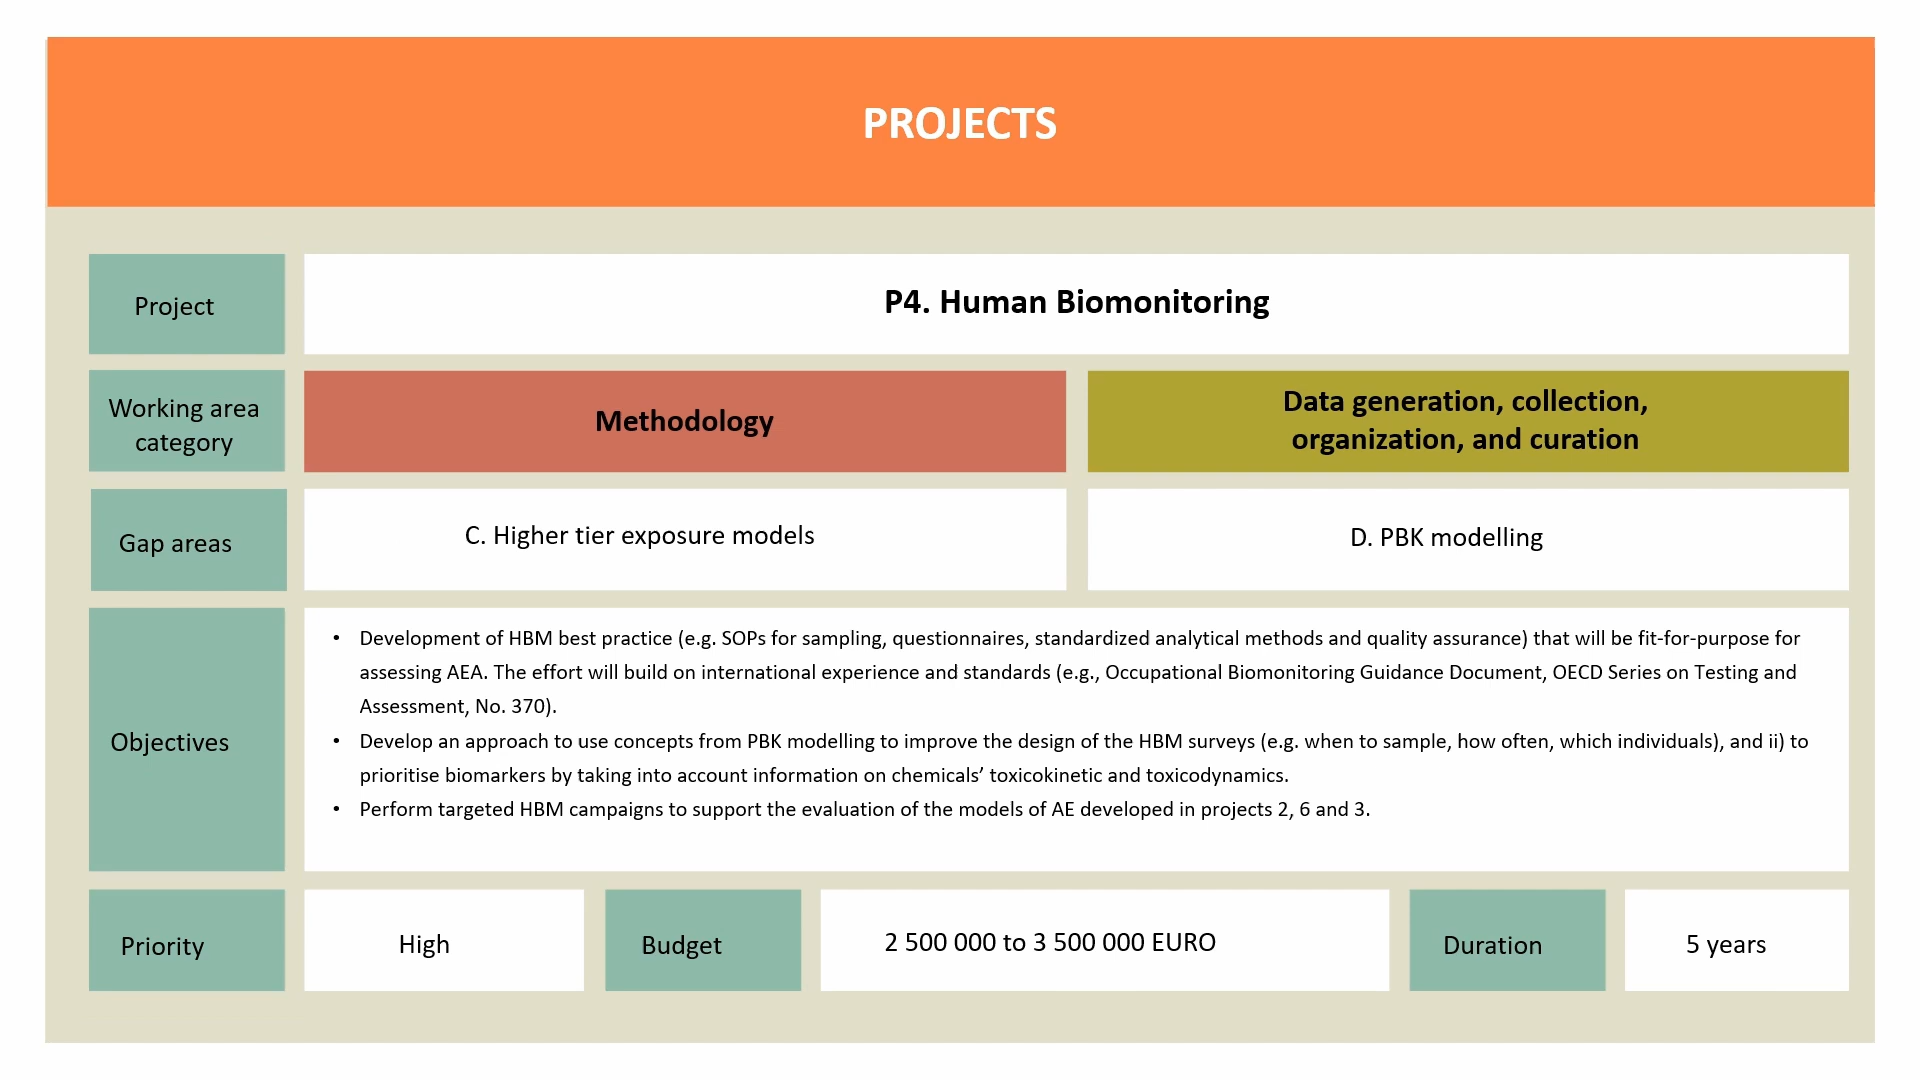 PROJECTS
Project
P4. Human Biomonitoring
Working area
category
Methodology
Data generation, collection,
organization, and curation
Gap areas
C. Higher tier exposure models
D. PBK modelling
Objectives
• Development of HBM best practice (e.g. SOPs for sampling, questionnaires, standardized analytical methods and quality assurance) that will be fit-for-purpose for
assessing AEA. The effort will build on international experience and standards (e.g., Occupational Biomonitoring Guidance Document, OECD Series on Testing and
Assessment, No. 370).
• Develop an approach to use concepts from PBK modelling to improve the design of the HBM surveys (e.g. when to sample, how often, which individuals), and ii) to
prioritise biomarkers by taking into account information on chemicals’ toxicokinetic and toxicodynamics.
• Perform targeted HBM campaigns to support the evaluation of the models of AE developed in projects 2, 6 and 3.
Priority
High
Budget
2 500 000 to 3 500 000 EURO
Duration
5 years